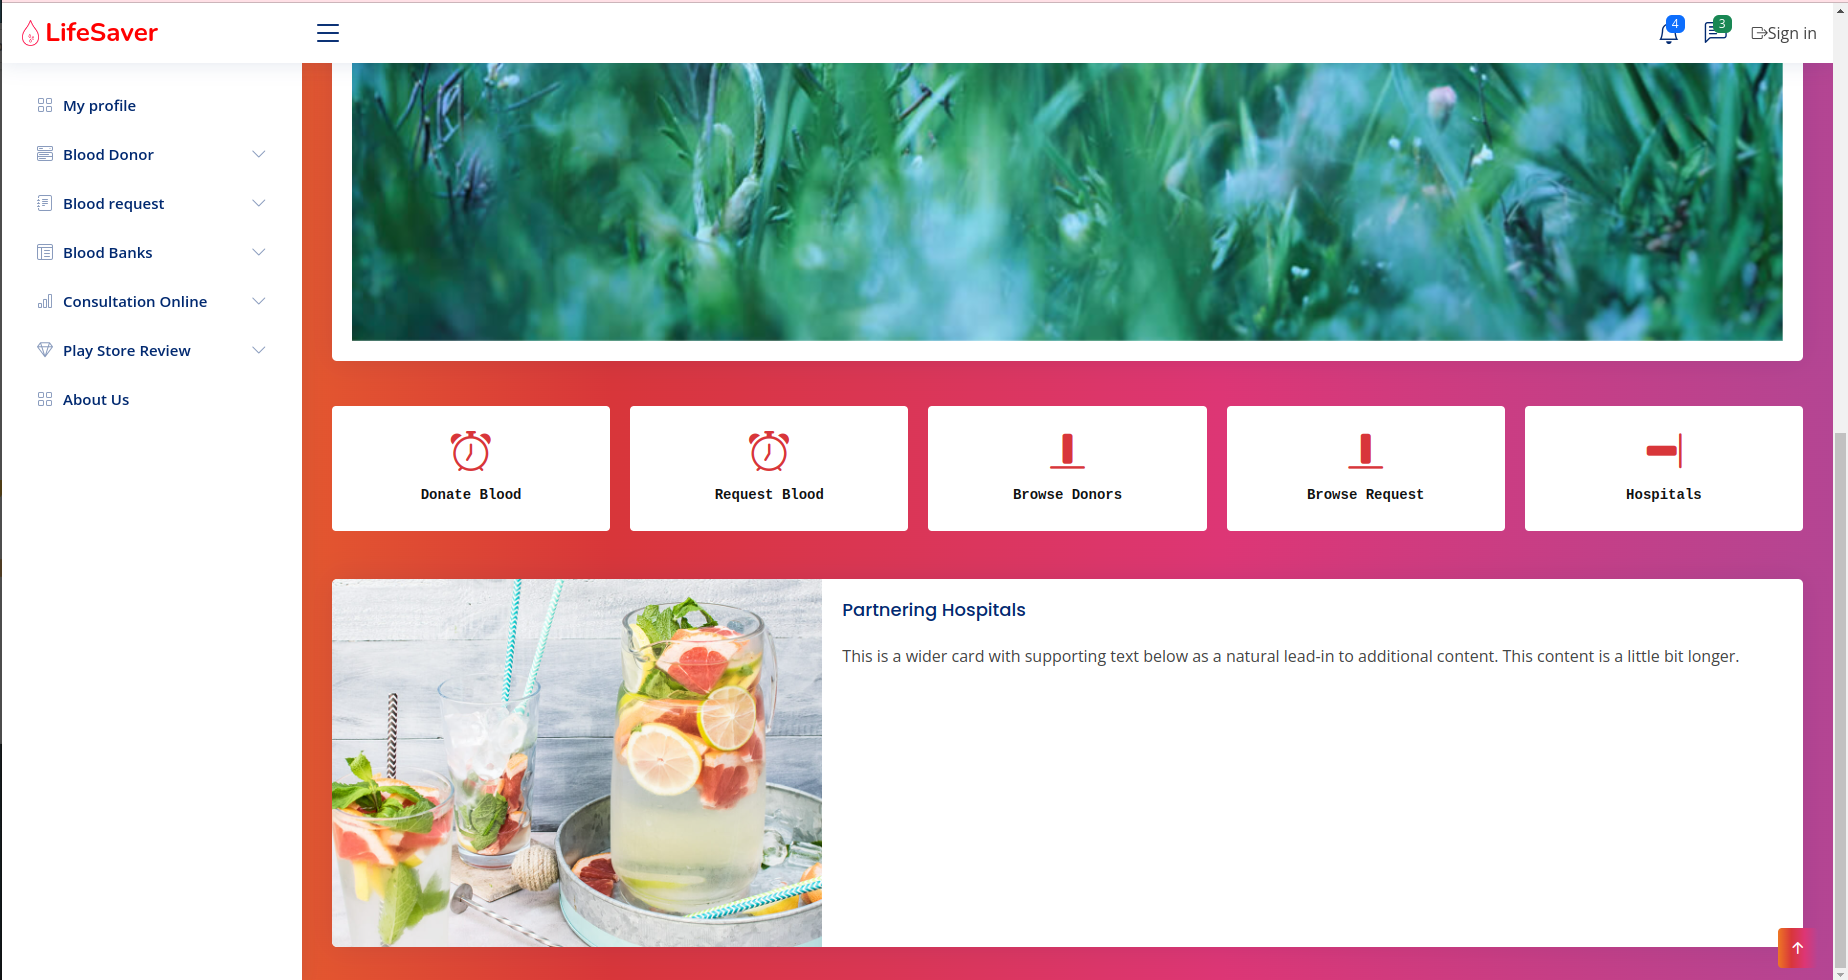 LifeSaver
4
3
Sign in
My profile
Blood Donor
Blood request
Blood Banks
Consultation Online
Play Store Review
About Us
Donate Blood
Request Blood
Browse Donors
Browse Request
Hospitals
Partnering Hospitals
This is a wider card with supporting text below as a natural lead-in to additional content. This content is a little bit longer.